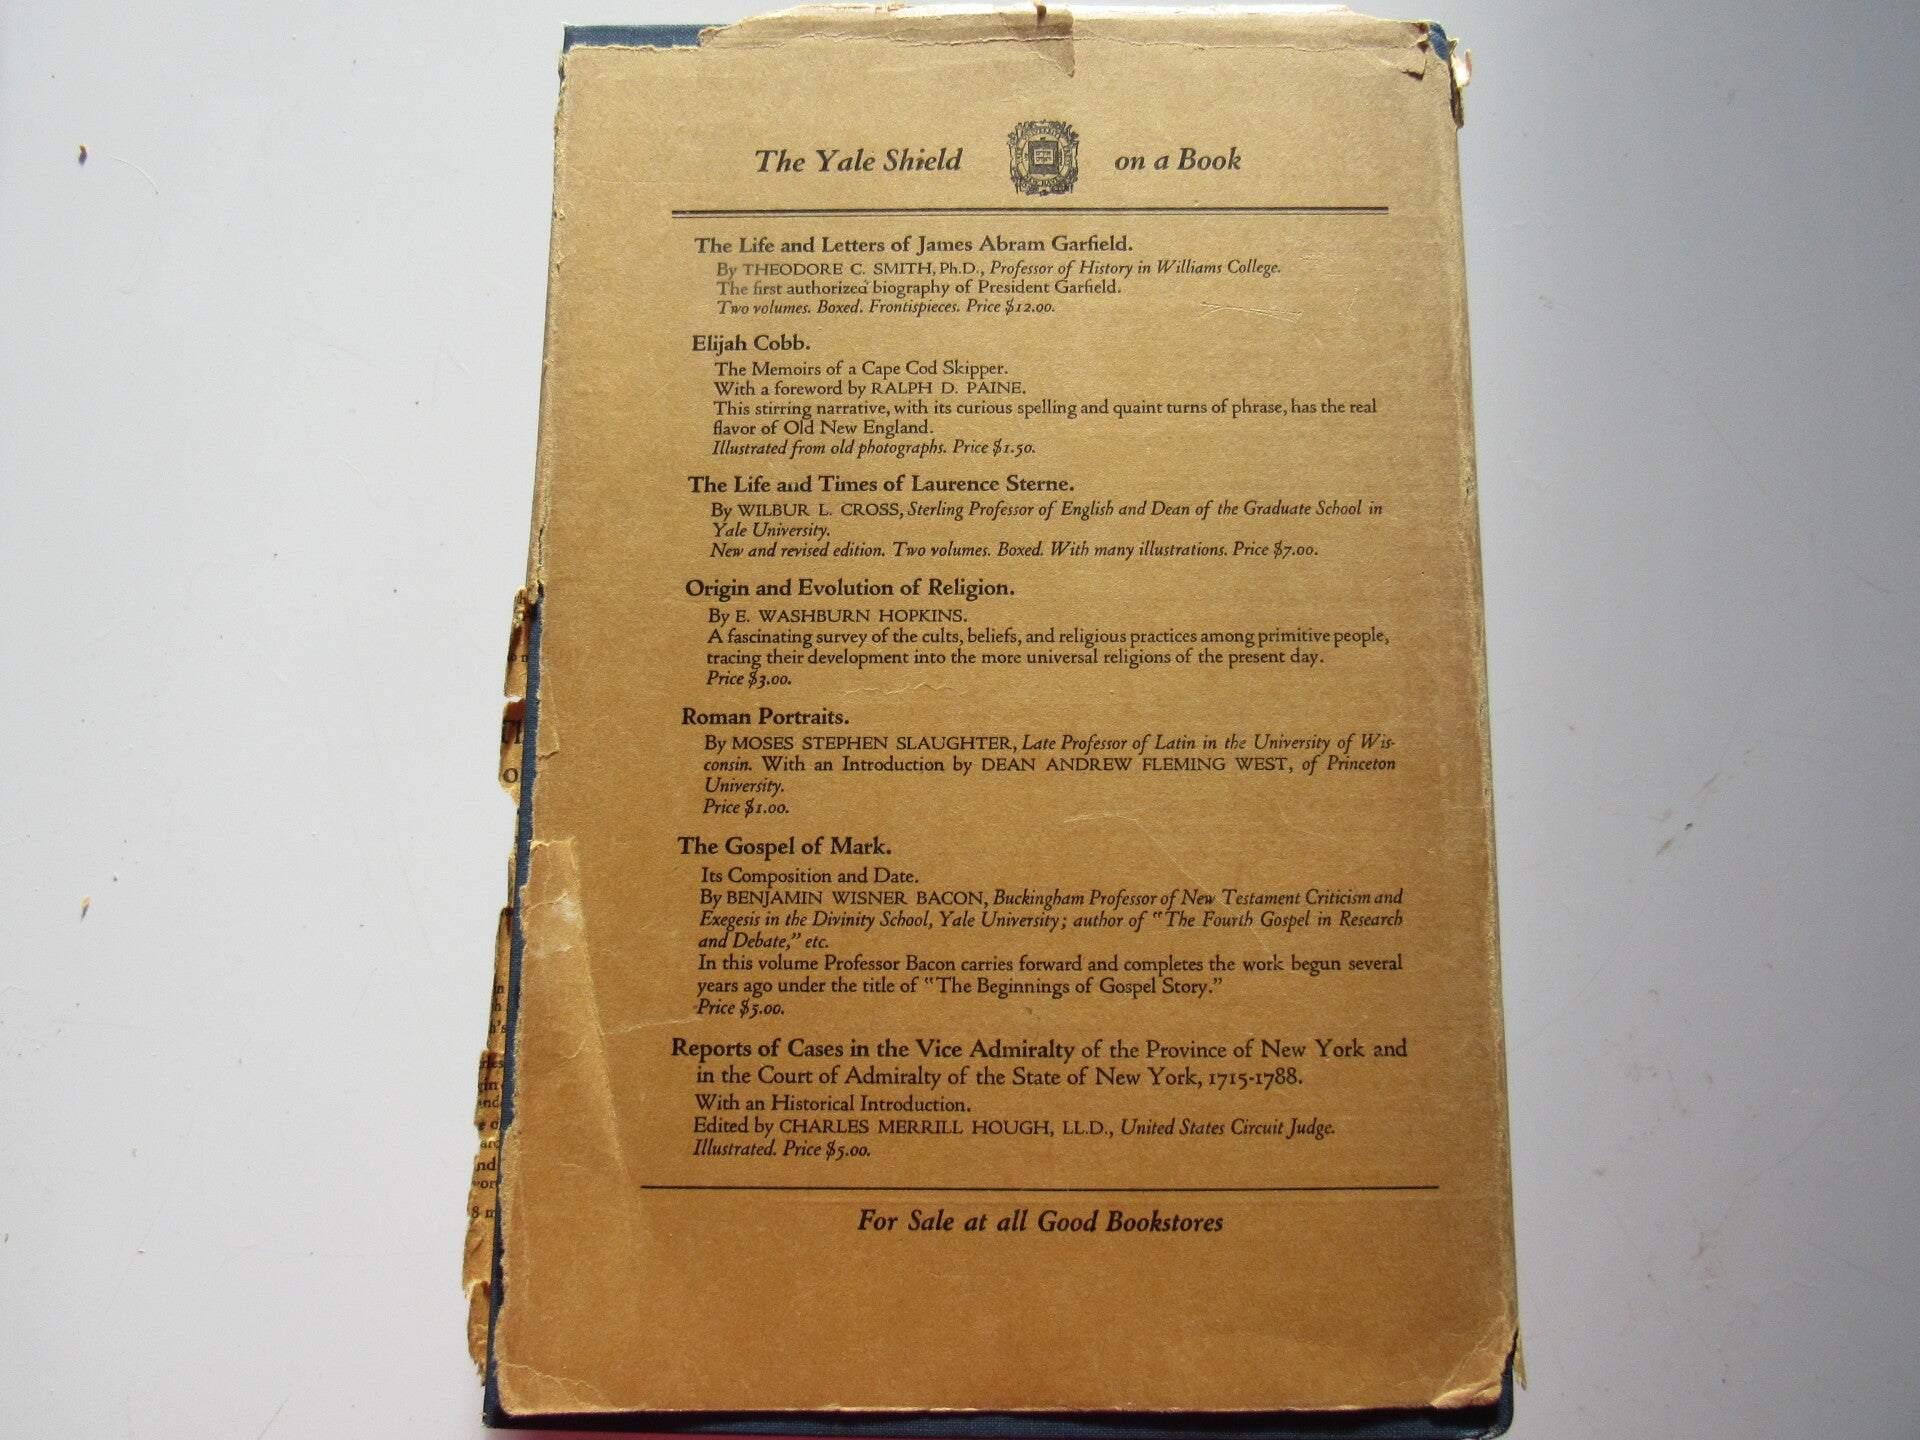 The Yale Shield on a Book
The Life and Letters of James Abram Garfield.
By THEODORE C. SMITH, Ph.D., Professor of History in Williams College.
The first authorized biography of President Garfield.
Two volumes. Boxed. Frontispieces. Price $12.00.
Elijah Cobb.
The Memoirs of a Cape Cod Skipper.
With a foreword by RALPH D. PAINE.
This stirring narrative, with its curious spelling and quaint turns of phrase, has the real
flavor of Old New England.
Illustrated from old photographs. Price $1.50.
The Life and Times of Laurence Sterne.
By WILBUR L. CROSS, Sterling Professor of English and Dean of the Graduate School in
Yale University.
New and revised edition. Two volumes. Boxed. With many illustrations. Price $7.00.
Origin and Evolution of Religion.
By E. WASHBURN HOPKINS.
A fascinating survey of the cults, beliefs, and religious practices among primitive people,
tracing their development into the more universal religions of the present day.
Price $3.00.
Roman Portraits.
By MOSES STEPHEN SLAUGHTER, Late Professor of Latin in the University of Wis-
consin. With an Introduction by DEAN ANDREW FLEMING WEST, of Princeton
University.
Price $1.00.
The Gospel of Mark.
Its Composition and Date.
By BENJAMIN WISNER BACON, Buckingham Professor of New Testament Criticism and
Exegesis in the Divinity School, Yale University; author of "The Fourth Gospel in Research
and Debate," etc.
In this volume Professor Bacon carries forward and completes the work begun several
years ago under the title of "The Beginnings of Gospel Story."
Price $5.00.
Reports of Cases in the Vice Admiralty of the Province of New York and
in the Court of Admiralty of the State of New York, 1715-1788.
With an Historical Introduction.
Edited by CHARLES MERRILL HOUGH, LL.D., United States Circuit Judge.
Illustrated. Price $5.00.
For Sale at all Good Bookstores